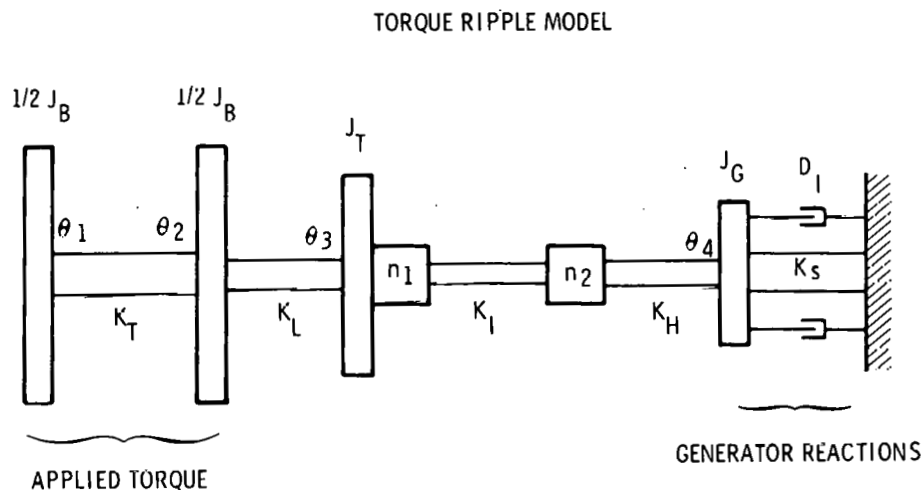 TORQUE RIPPLE MODEL
1/2 J_B
1/2 J_B
J_T
J_G
D_1
θ1
θ2
θ3
θ4
n1
n2
K_T
K_L
K_I
K_H
K_S
APPLIED TORQUE
GENERATOR REACTIONS